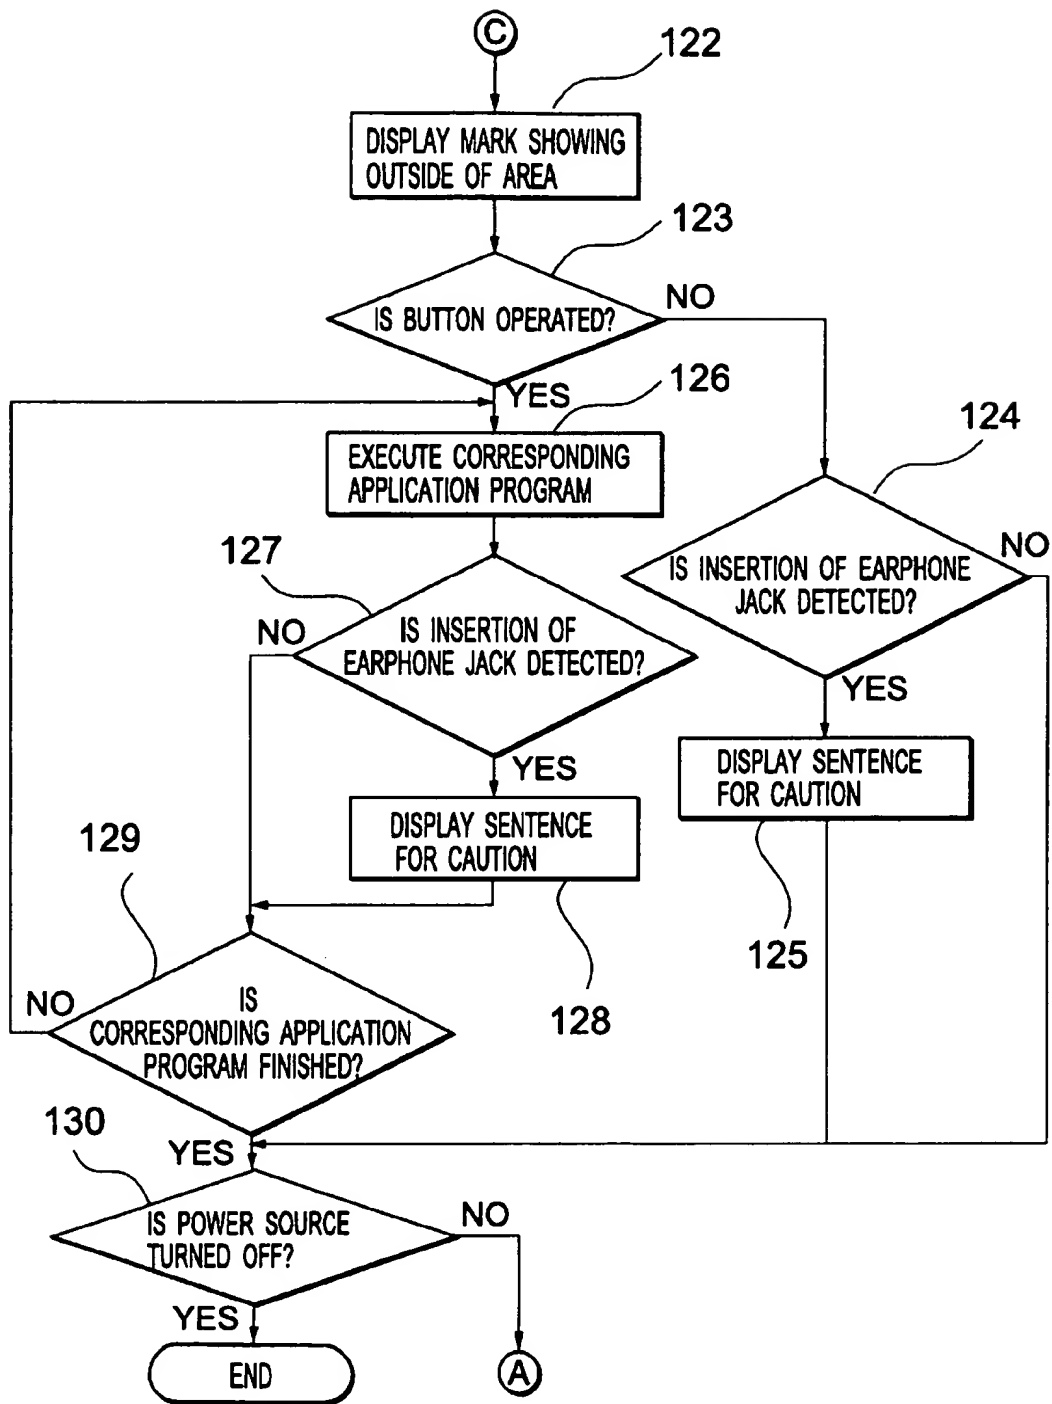 C
122
DISPLAY MARK SHOWING
OUTSIDE OF AREA
123
IS BUTTON OPERATED?
NO
YES
126
EXECUTE CORRESPONDING
APPLICATION PROGRAM
124
IS INSERTION OF EARPHONE
JACK DETECTED?
NO
YES
127
IS INSERTION OF
EARPHONE JACK DETECTED?
NO
YES
DISPLAY SENTENCE
FOR CAUTION
125
DISPLAY SENTENCE
FOR CAUTION
128
129
IS
CORRESPONDING APPLICATION
PROGRAM FINISHED?
NO
YES
130
IS POWER SOURCE
TURNED OFF?
NO
YES
END
A